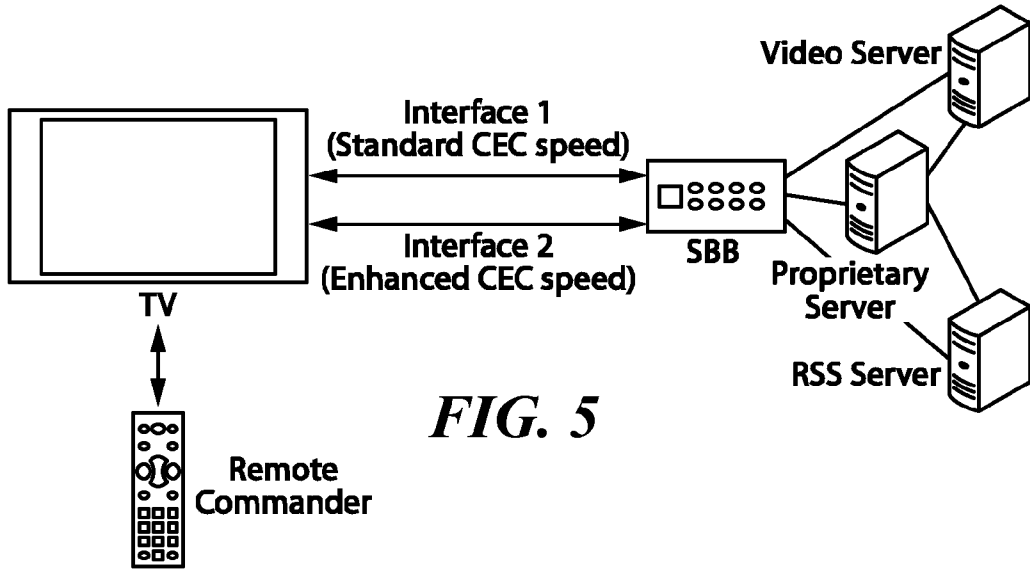 Video Server
Interface 1
(Standard CEC speed)
Interface 2
(Enhanced CEC speed)
SBB
Proprietary
Server
TV
RSS Server
FIG. 5
Remote
Commander